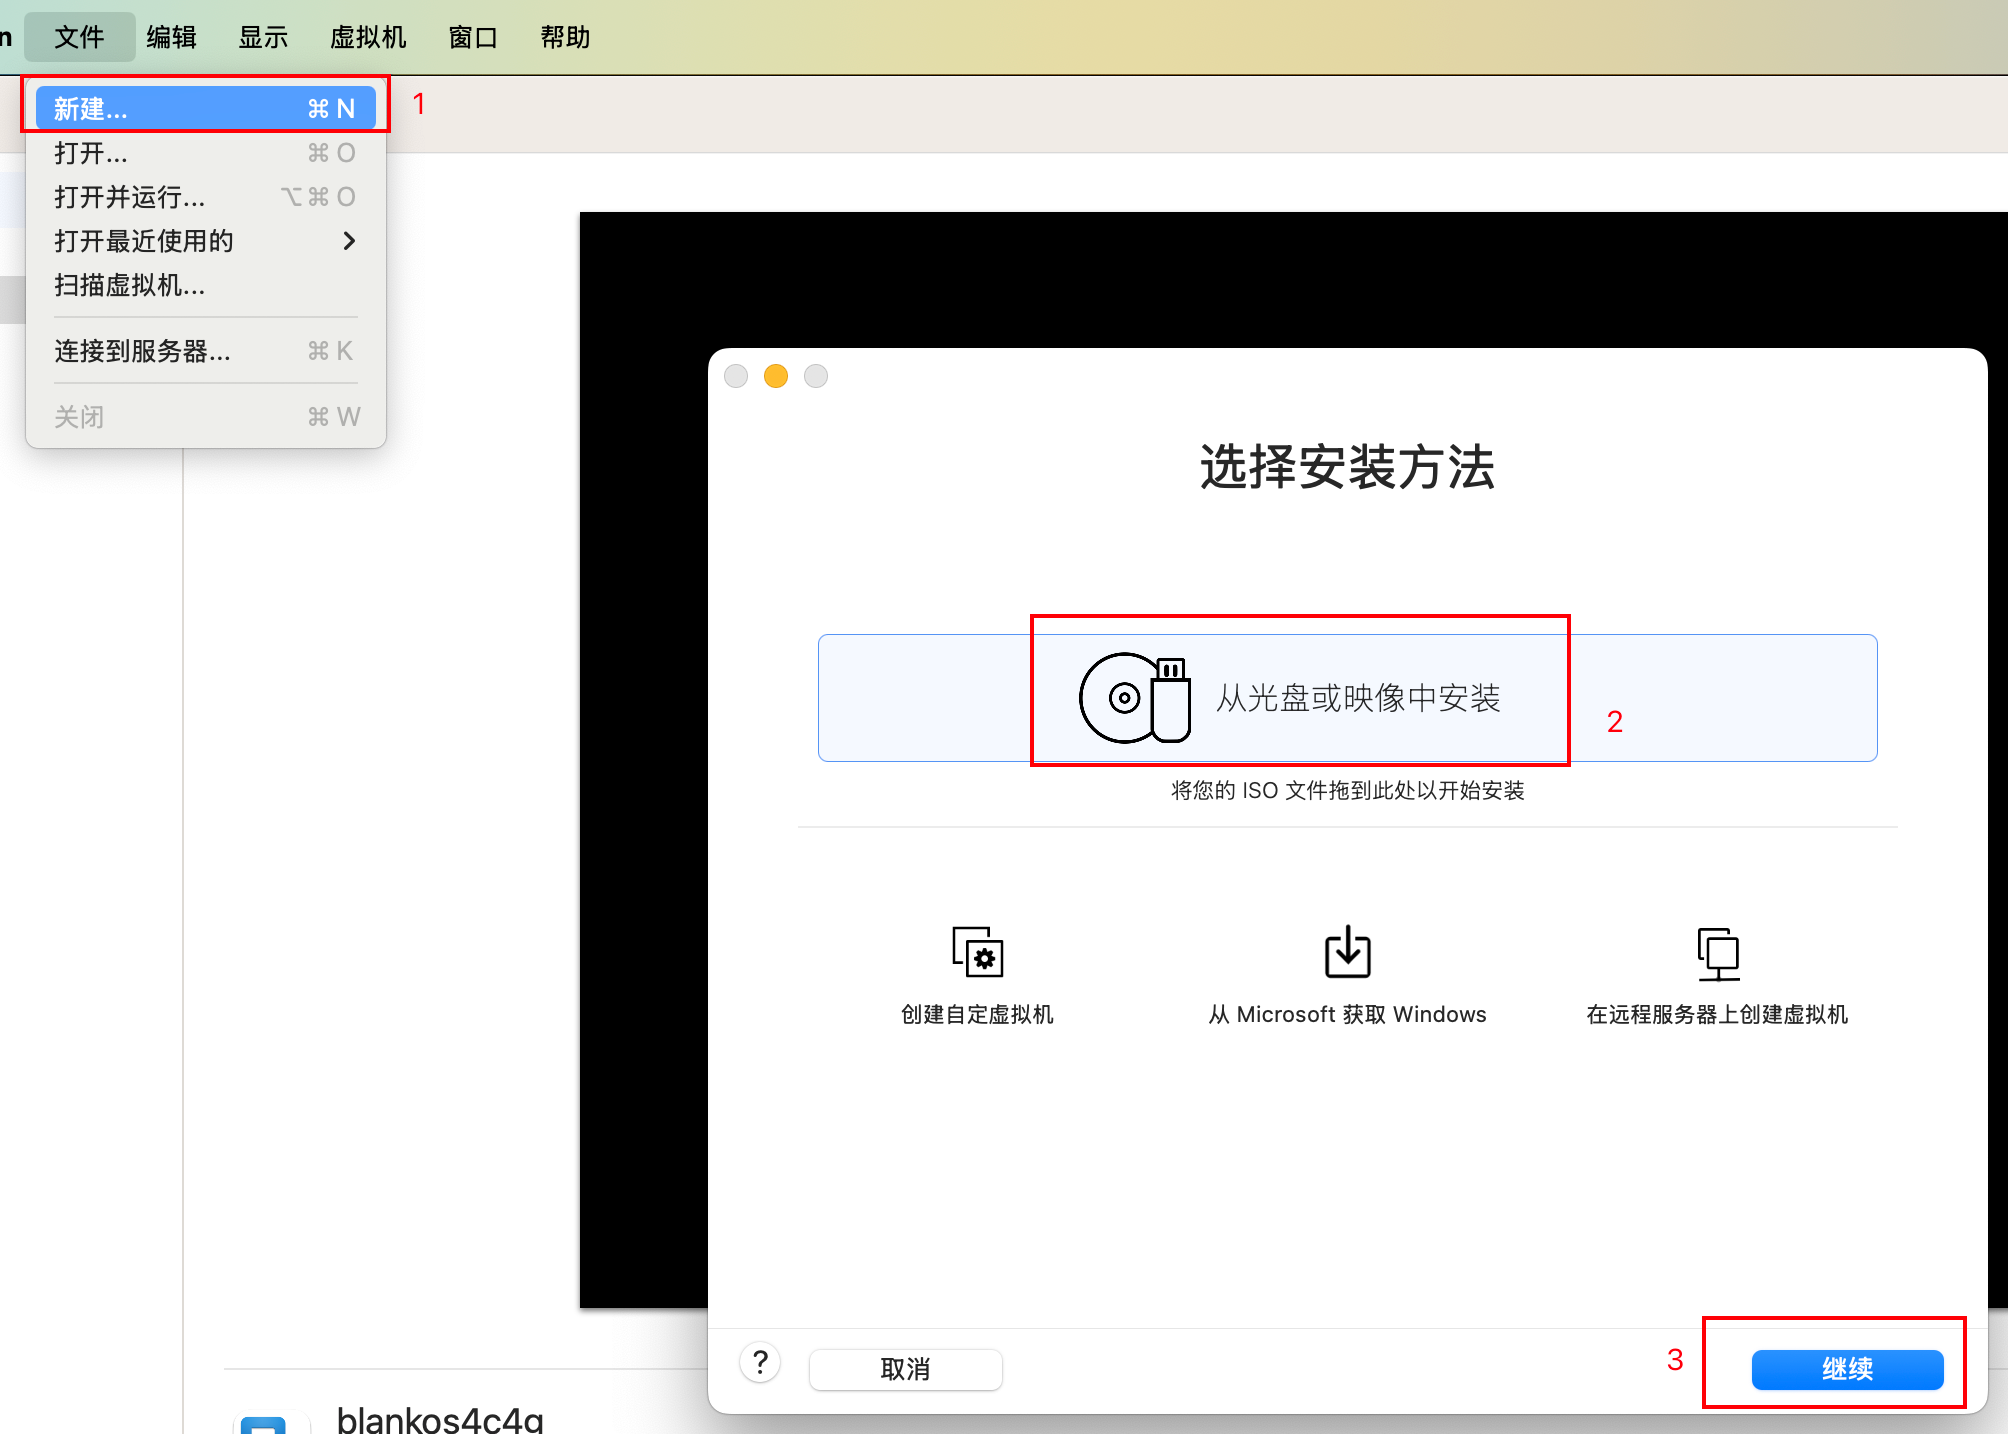 n 文件 编辑 显示 虚拟机 窗口 帮助
新建... ⌘ N 1
打开... ⌘ O
打开并运行... ⌥⌘ O
打开最近使用的
扫描虚拟机...
连接到服务器... ⌘ K
关闭 ⌘ W
选择安装方法
从光盘或映像中安装
2
将您的 ISO 文件拖到此处以开始安装
创建自定虚拟机
从 Microsoft 获取 Windows
在远程服务器上创建虚拟机
? 取消 3 继续
blankos4c4g